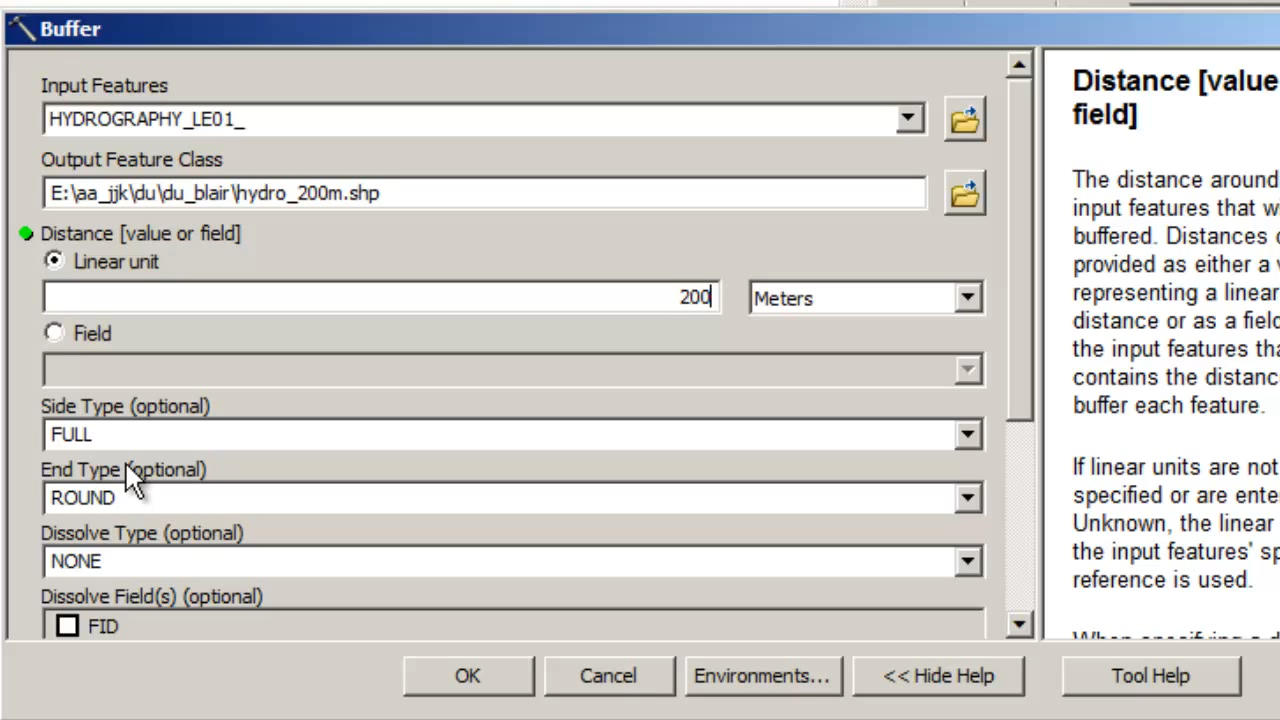 Buffer
Input Features
HYDROGRAPHY_LE01_
Output Feature Class
E:\aa_jjk\du\du_blair\hydro_200m.shp
Distance [value or field]
Linear unit
200
Meters
Field
Side Type (optional)
FULL
End Type (optional)
ROUND
Dissolve Type (optional)
NONE
Dissolve Field(s) (optional)
FID
OK
Cancel
Environments...
<< Hide Help
Tool Help
Distance [value
field]
The distance around
input features that wi
buffered. Distances
provided as either a
representing a linear
distance or as a field
the input features tha
contains the distance
buffer each feature.
If linear units are not
specified or are ente
Unknown, the linear
the input features' sp
reference is used.
When specifying a d